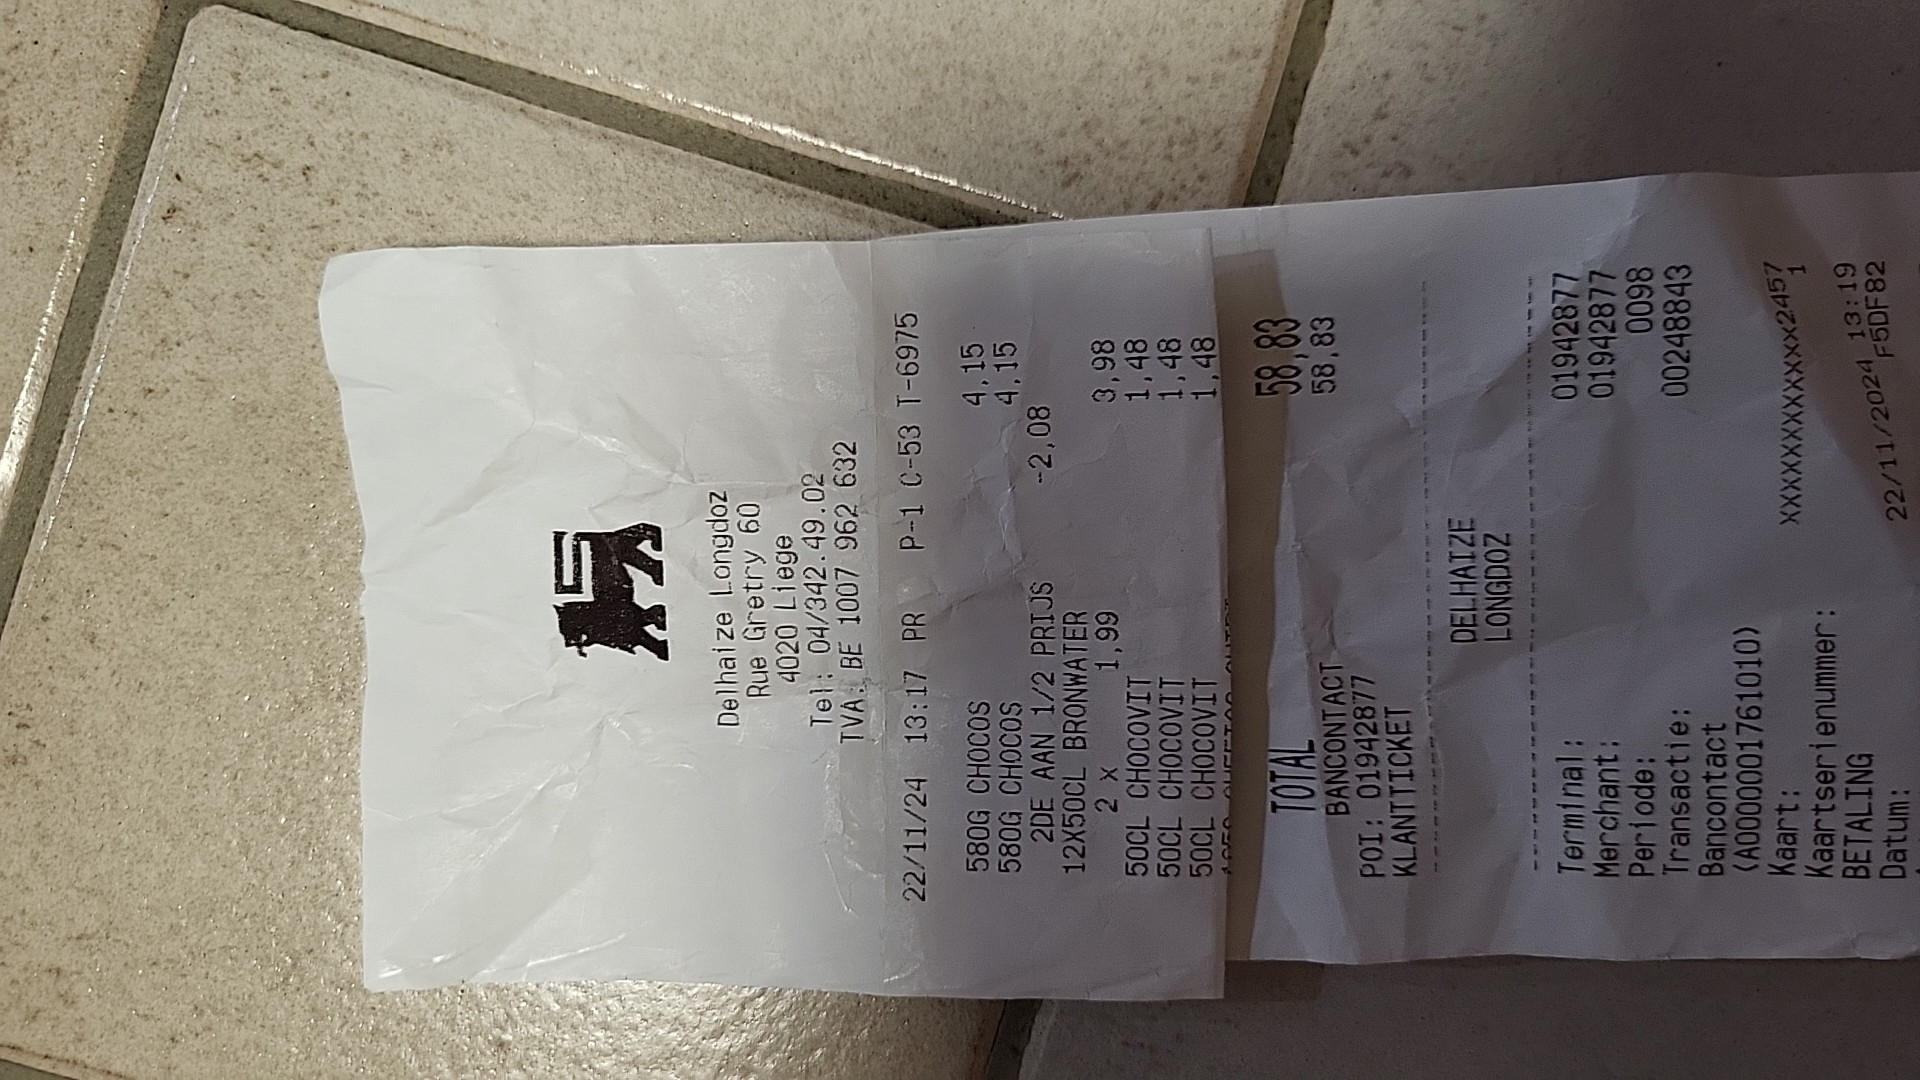 Delhaize Longdoz
Rue Gretry 60
4020 Liege
Tel: 04/342.49.02
TVA: BE 1007 962 632
22/11/24 13:17 PR P-1 C-53 T-6975
580G CHOCOS 4,15
580G CHOCOS 4,15
2DE AAN 1/2 PRIJS -2,08
12X50CL BRONWATER
2 x 1,99 3,98
50CL CHOCOVIT 1,48
50CL CHOCOVIT 1,48
50CL CHOCOVIT 1,48
TOTAL 58,83
BANCONTACT 58,83
POI: 01942877
KLANTTICKET
DELHAIZE
LONGDOZ
Terminal: 01942877
Merchant: 01942877
Periode: 0098
Transactie: 00248843
Bancontact
(A0000001761010)
Kaart: xxxxxxxxxxxxx2457
Kaartserienummer: 1
BETALING
Datum: 22/11/2024 13:19
F5DF82